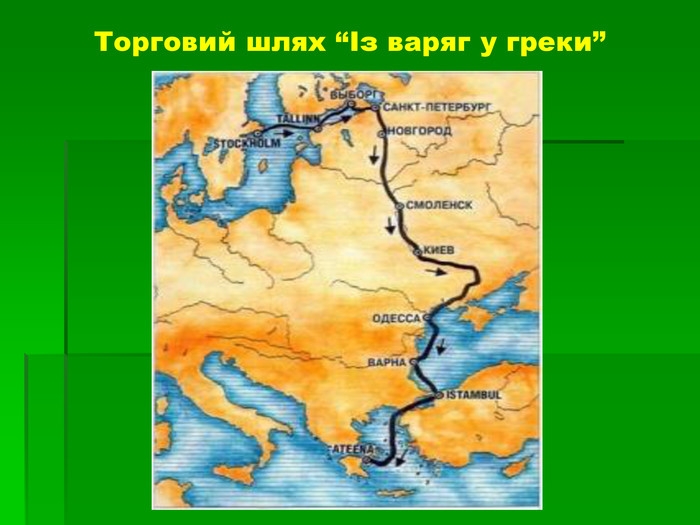 Торговий шлях “Із варяг у греки”
ВЫБОРГ
САНКТ-ПЕТЕРБУРГ
TALLINN
НОВГОРОД
STOCKHOLM
СМОЛЕНСК
КИЕВ
ОДЕССА
ВАРНА
ISTAMBUL
ATEENA